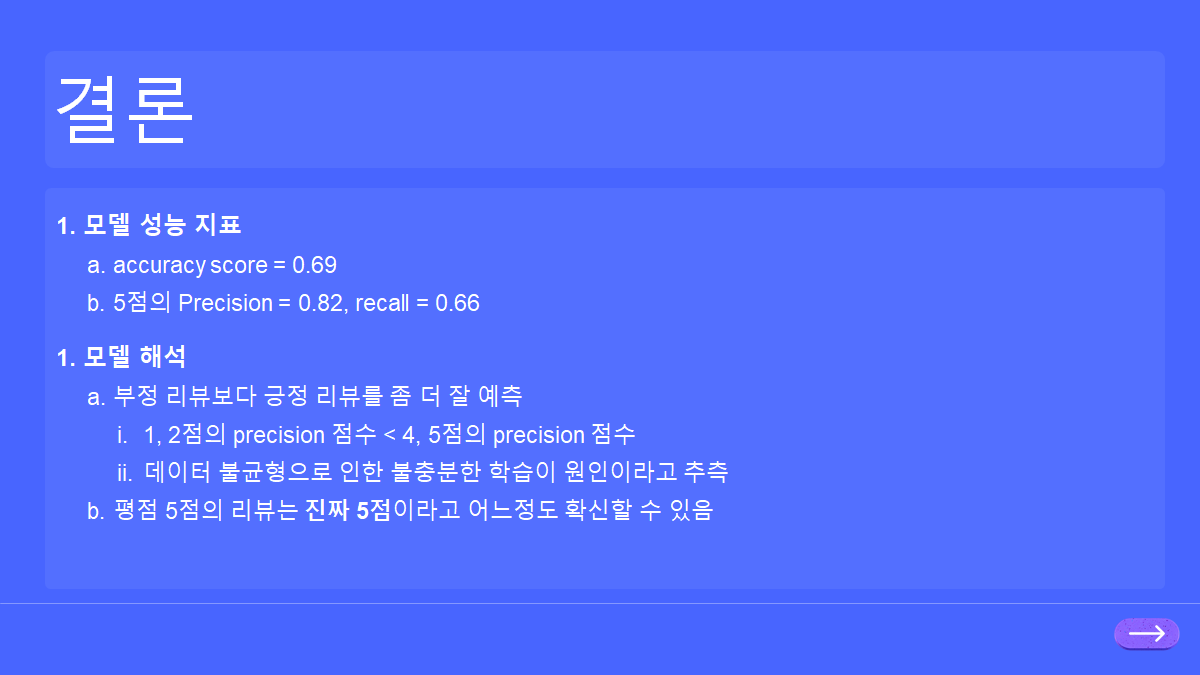 결론
1. 모델 성능 지표
a. accuracy score = 0.69
b. 5점의 Precision = 0.82, recall = 0.66
1. 모델 해석
a. 부정 리뷰보다 긍정 리뷰를 좀 더 잘 예측
i. 1, 2점의 precision 점수 < 4, 5점의 precision 점수
ii. 데이터 불균형으로 인한 불충분한 학습이 원인이라고 추측
b. 평점 5점의 리뷰는 진짜 5점이라고 어느정도 확신할 수 있음